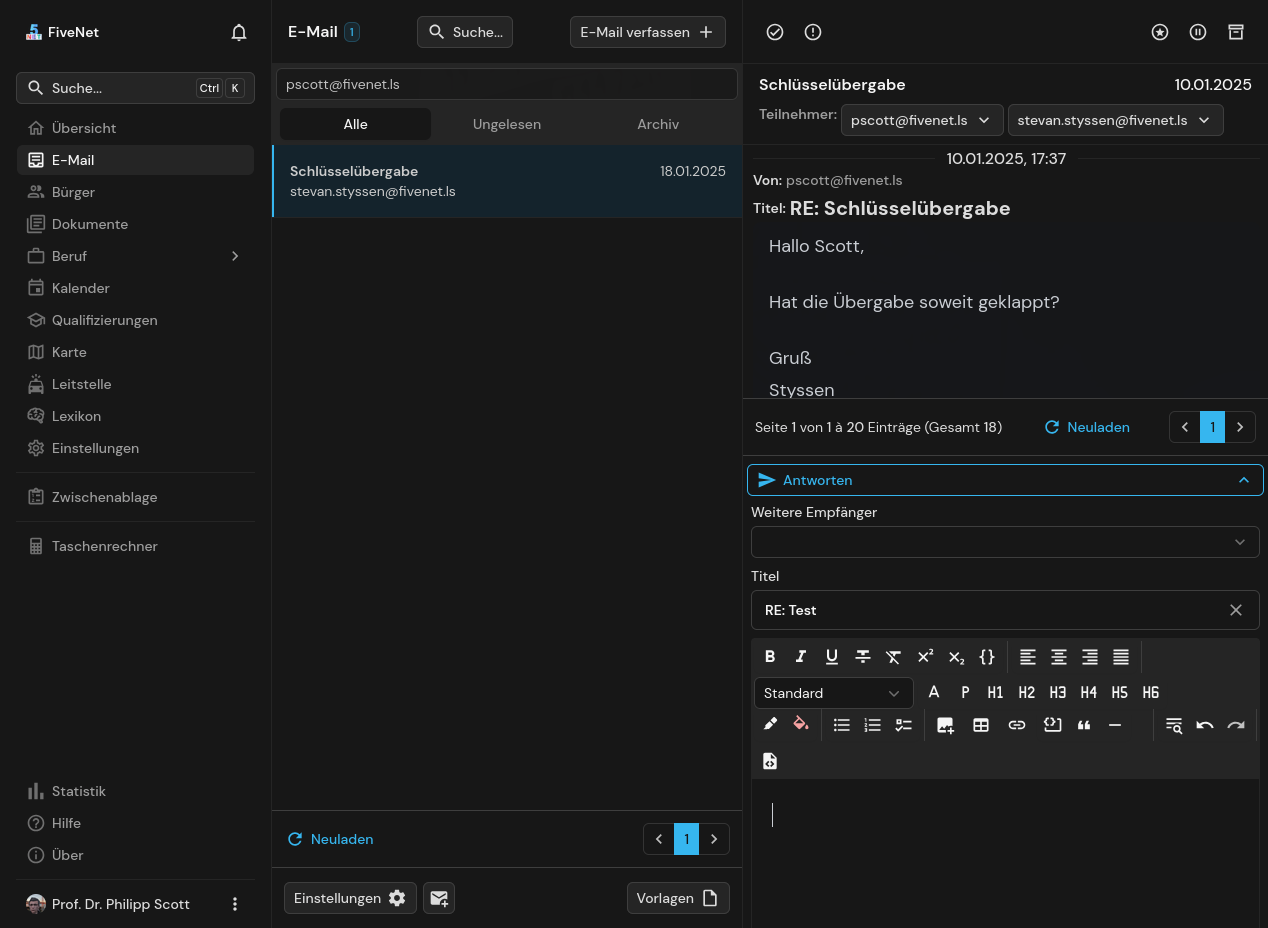 FiveNet
Suche...
Ctrl K
Übersicht
E-Mail
Bürger
Dokumente
Beruf
Kalender
Qualifizierungen
Karte
Leitstelle
Lexikon
Einstellungen
Zwischenablage
Taschenrechner
Statistik
Hilfe
Über
Prof. Dr. Philipp Scott
E-Mail 1
Suche...
E-Mail verfassen
pscott@fivenet.ls
Alle Ungelesen Archiv
Schlüsselübergabe 18.01.2025
stevan.styssen@fivenet.ls
Neuladen
1
Einstellungen
Vorlagen
Schlüsselübergabe 10.01.2025
Teilnehmer: pscott@fivenet.ls stevan.styssen@fivenet.ls
10.01.2025, 17:37
Von: pscott@fivenet.ls
Titel: RE: Schlüsselübergabe
Hallo Scott,
Hat die Übergabe soweit geklappt?
Gruß
Styssen
Seite 1 von 1 à 20 Einträge (Gesamt 18)
Neuladen
1
Antworten
Weitere Empfänger
Titel
RE: Test
B I U S T X² X₂ {}
Standard
A P H1 H2 H3 H4 H5 H6